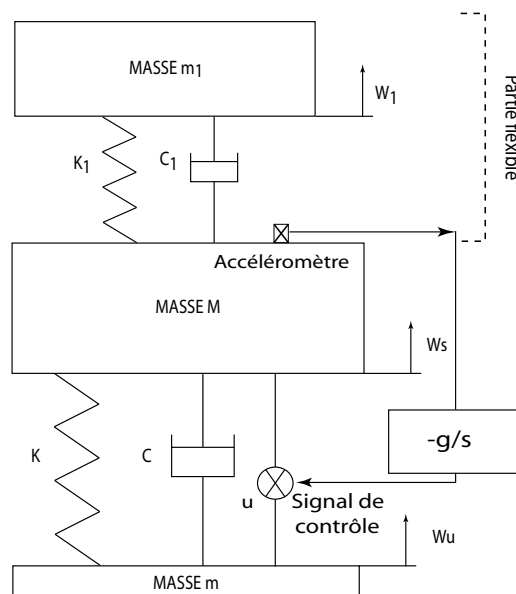 MASSE m1
W1
Partie flexible
K1
C1
Accéléromètre
MASSE M
Ws
-g/s
K
C
u
Signal de
contrôle
Wu
MASSE m